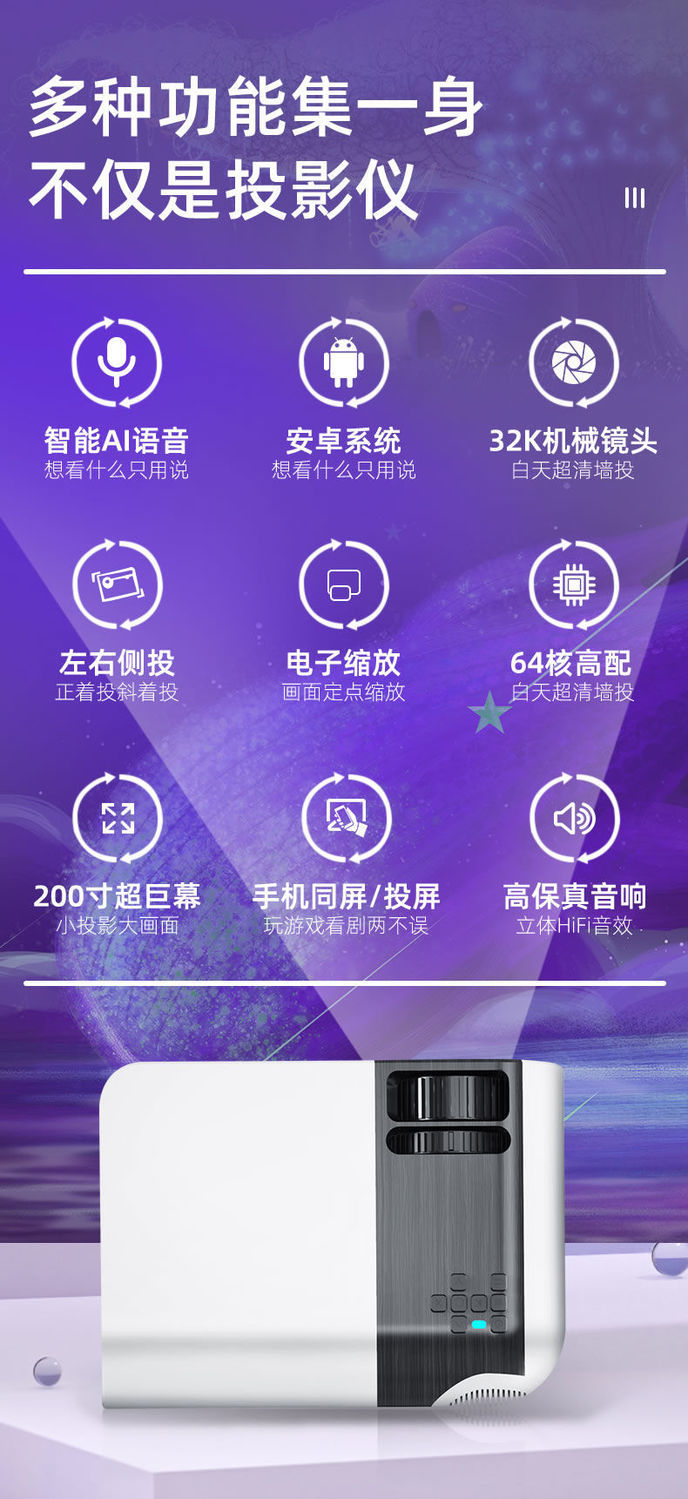 多种功能集一身
不仅是投影仪
智能AI语音
想看什么只用说
安卓系统
想看什么只用说
32K机械镜头
白天超清墙投
左右侧投
正着投斜着投
电子缩放
画面定点缩放
64核高配
白天超清墙投
200寸超巨幕
小投影大画面
手机同屏/投屏
玩游戏看剧两不误
高保真音响
立体HiFi音效